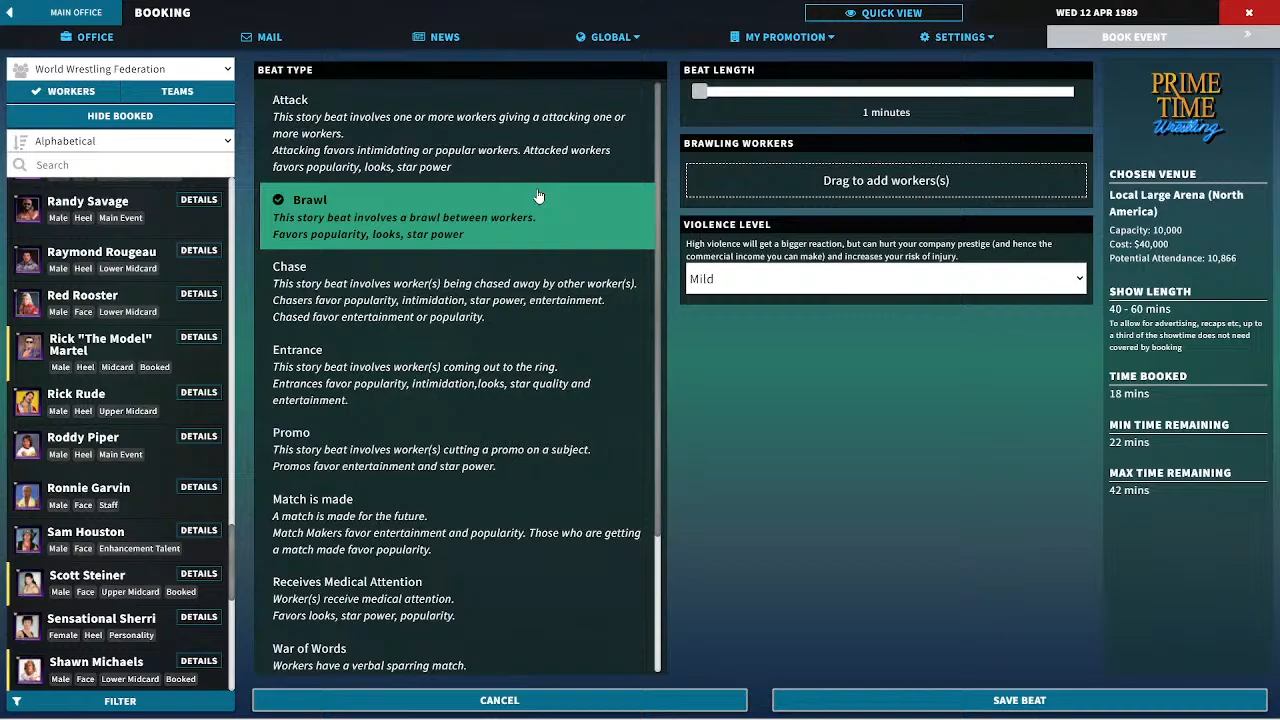 MAIN OFFICE
BOOKING
QUICK VIEW
WED 12 APR 1989
OFFICE
MAIL
NEWS
GLOBAL
MY PROMOTION
SETTINGS
BOOK EVENT
World Wrestling Federation
WORKERS
TEAMS
HIDE BOOKED
Alphabetical
Search
Randy Savage
DETAILS
Male Heel Main Event
Raymond Rougeau
DETAILS
Male Heel Lower Midcard
Red Rooster
DETAILS
Male Face Lower Midcard
Rick "The Model"
Martel
DETAILS
Male Heel Midcard Booked
Rick Rude
DETAILS
Male Heel Upper Midcard
Roddy Piper
DETAILS
Male Heel Main Event
Ronnie Garvin
DETAILS
Male Face Staff
Sam Houston
DETAILS
Male Face Enhancement Talent
Scott Steiner
DETAILS
Male Face Upper Midcard Booked
Sensational Sherri
DETAILS
Female Heel Personality
Shawn Michaels
DETAILS
Male Face Lower Midcard Booked
FILTER
BEAT TYPE
Attack
This story beat involves one or more workers giving a attacking one or
more workers.
Attacking favors intimidating or popular workers. Attacked workers
favors popularity, looks, star power
Brawl
This story beat involves a brawl between workers.
Favors popularity, looks, star power
Chase
This story beat involves worker(s) being chased away by other worker(s).
Chasers favor popularity, intimidation, star power, entertainment.
Chased favor entertainment or popularity.
Entrance
This story beat involves worker(s) coming out to the ring.
Entrances favor popularity, intimidation,looks, star quality and
entertainment.
Promo
This story beat involves worker(s) cutting a promo on a subject.
Promos favor entertainment and star power.
Match is made
A match is made for the future.
Match Makers favor entertainment and popularity. Those who are getting
a match made favor popularity.
Receives Medical Attention
Worker(s) receive medical attention.
Favors looks, star power, popularity.
War of Words
Workers have a verbal sparring match.
CANCEL
BEAT LENGTH
1 minutes
BRAWLING WORKERS
Drag to add workers(s)
VIOLENCE LEVEL
High violence will get a bigger reaction, but can hurt your company prestige (and hence the
commercial income you can make) and increases your risk of injury.
Mild
SAVE BEAT
PRIME
TIME
Wrestling
CHOSEN VENUE
Local Large Arena (North
America)
Capacity: 10,000
Cost: $40,000
Potential Attendance: 10,866
SHOW LENGTH
40 - 60 mins
To allow for advertising, recaps etc, up to
a third of the showtime does not need
covered by booking
TIME BOOKED
18 mins
MIN TIME REMAINING
22 mins
MAX TIME REMAINING
42 mins